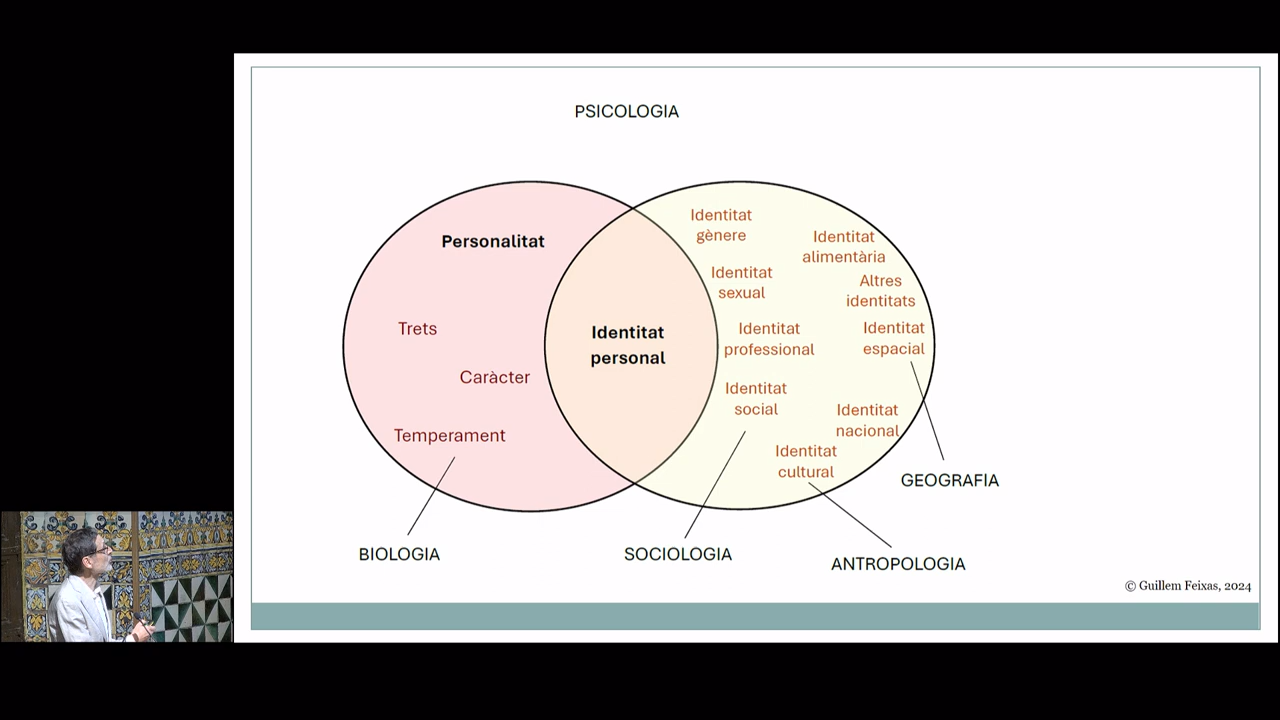 PSICOLOGIA
Personalitat
Trets
Caràcter
Temperament
Identitat
personal
Identitat
gènere
Identitat
alimentària
Identitat
sexual
Altres
identitats
Identitat
professional
Identitat
espacial
Identitat
social
Identitat
nacional
Identitat
cultural
GEOGRAFIA
BIOLOGIA
SOCIOLOGIA
ANTROPOLOGIA
© Guillem Feixas, 2024